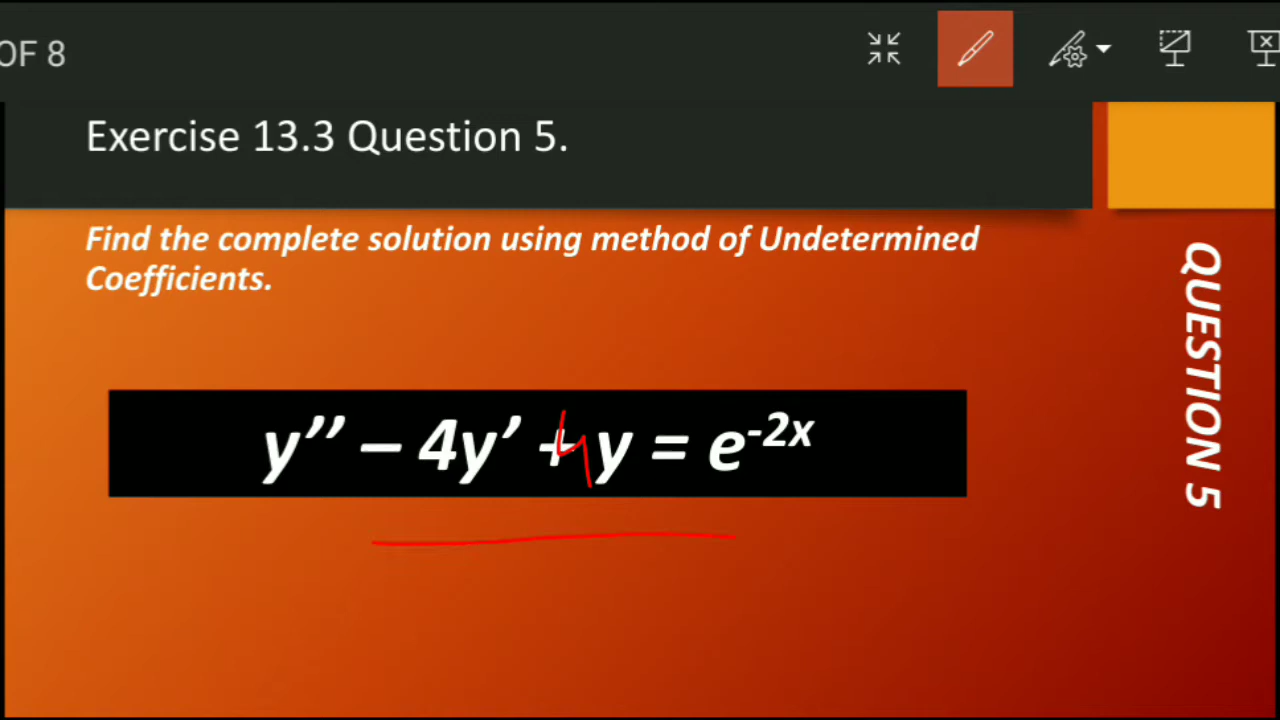 OF 8
Exercise 13.3 Question 5.
Find the complete solution using method of Undetermined
Coefficients.
QUESTION 5
y’’ – 4y’ + 4y = e⁻²ˣ